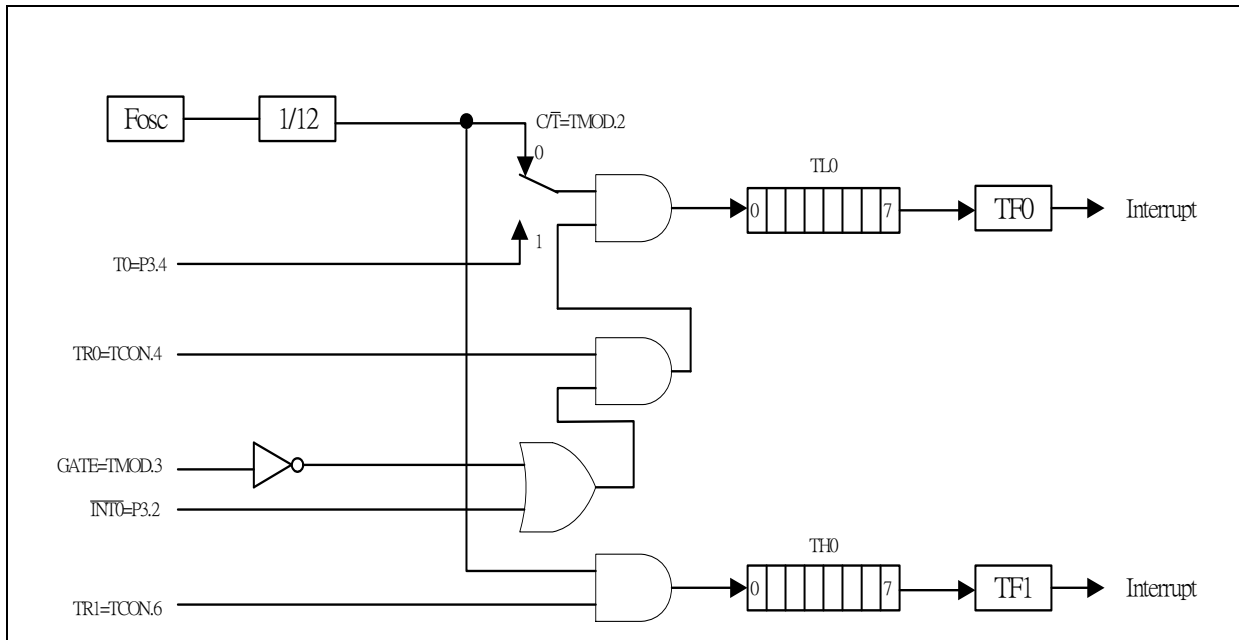 Fosc
1/12
C/T̅=TMOD.2
0
TL0
0 7
TF0
Interrupt
1
T0=P3.4
TR0=TCON.4
GATE=TMOD.3
I̅N̅T̅0̅=P3.2
TH0
0 7
TF1
Interrupt
TR1=TCON.6